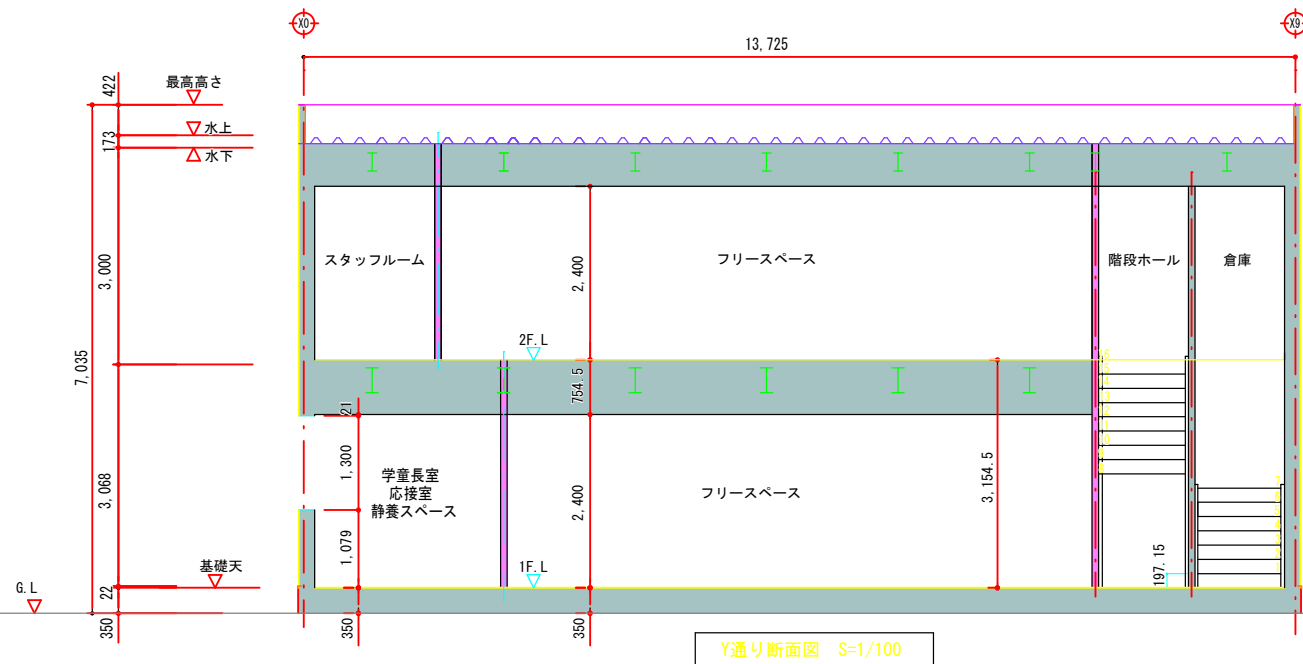 X0
X9
13,725
422
最高高さ
水上
173
水下
3,000
7,035
3,068
22
350
基礎天
G.L
スタッフルーム
フリースペース
階段ホール
倉庫
2,400
2F.L
754.5
21
1,300
1,079
350
学童長室
応接室
静養スペース
フリースペース
2,400
350
3,154.5
1F.L
197.15
Y通り断面図 S=1/100